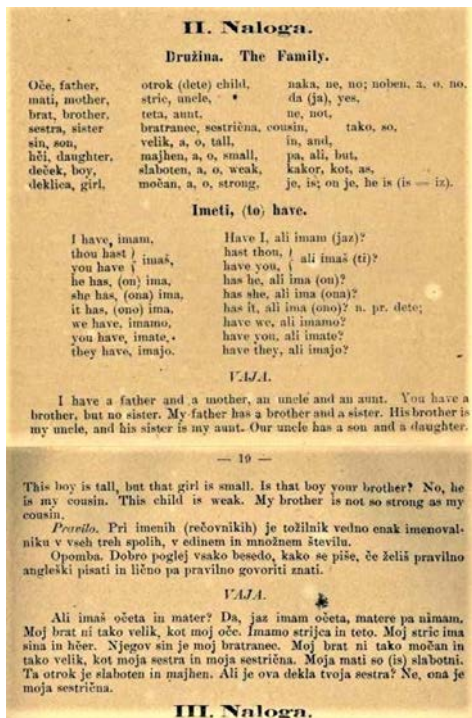 II. Naloga.
Družina. The Family.
Oče, father, otrok (dete) child, naka, ne, no; noben, a, o, no,
mati, mother, stric, uncle, da (ja), yes,
brat, brother, teta, aunt, ne, not,
sestra, sister bratranec, sestrična, cousin, tako, so,
sin, son, velik, a, o, tall, in, and,
hči, daughter, majhen, a, o, small, pa, ali, but,
deček, boy, slaboten, a, o, weak, kakor, kot, as,
deklica, girl, močan, a, o, strong, je, is; on je, he is (is — iz).
Imeti, (to) have.
I have, imam, Have I, ali imam (jaz)?
thou hast } imaš, hast thou, } ali imaš (ti)?
you have } have you, }
he has, (on) ima, has he, ali ima (on)?
she has, (ona) ima, has she, ali ima (ona)?
it has, (ono) ima, has it, ali ima (ono)? n. pr. dete;
we have, imamo, have we, ali imamo?
you have, imate, have you, ali imate?
they have, imajo. have they, ali imajo?
VAJA.
I have a father and a mother, an uncle and an aunt. You have a
brother, but no sister. My father has a brother and a sister. His brother is
my uncle, and his sister is my aunt. Our uncle has a son and a daughter.
— 19 —
This boy is tall, but that girl is small. Is that boy your brother? No, he
is my cousin. This child is weak. My brother is not so strong as my
cousin.
Pravilo. Pri imenih (rečovnikih) je tožilnik vedno enak imenoval-
niku v vseh treh spolih, v edinem in množnem številu.
Opomba. Dobro poglej vsako besedo, kako se piše, če želiš pravilno
angleški pisati in lično pa pravilno govoriti znati.
VAJA.
Ali imaš očeta in mater? Da, jaz imam očeta, matere pa nimam.
Moj brat ni tako velik, kot moj oče. Imamo strijca in teto. Moj stric ima
sina in hčer. Njegov sin je moj bratranec. Moj brat ni tako močan in
tako velik, kot moja sestra in moja sestrična. Moja mati so (is) slabotni.
Ta otrok je slaboten in majhen. Ali je ova dekla tvoja sestra? Ne, ona je
moja sestrična.
III. Naloga.